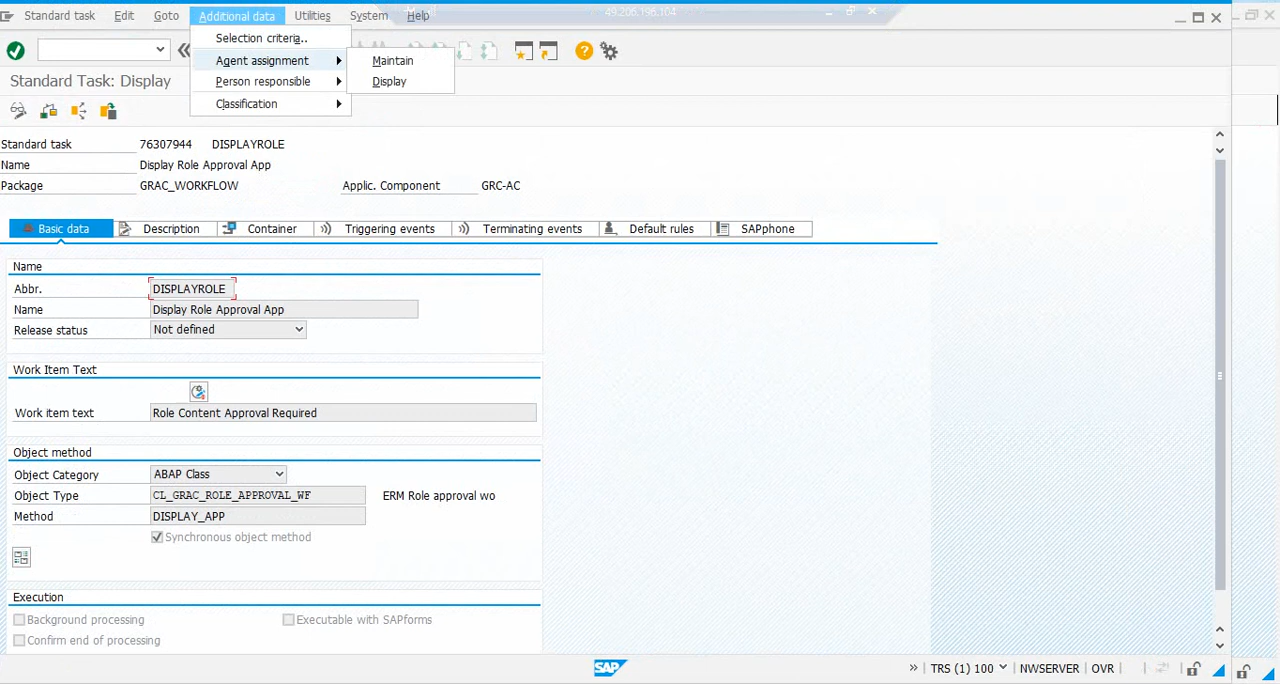 Standard task Edit Goto Additional data Utilities System Help
49.206.196.104
Selection criteria..
Agent assignment
Maintain
Person responsible
Display
Classification
Standard Task: Display
Standard task 76307944 DISPLAYROLE
Name Display Role Approval App
Package GRAC_WORKFLOW Applic. Component GRC-AC
Basic data Description Container Triggering events Terminating events Default rules SAPphone
Name
Abbr. DISPLAYROLE
Name Display Role Approval App
Release status Not defined
Work Item Text
Work item text Role Content Approval Required
Object method
Object Category ABAP Class
Object Type CL_GRAC_ROLE_APPROVAL_WF ERM Role approval wo
Method DISPLAY_APP
Synchronous object method
Execution
Background processing Executable with SAPforms
Confirm end of processing
SAP
TRS (1) 100 NWSERVER OVR